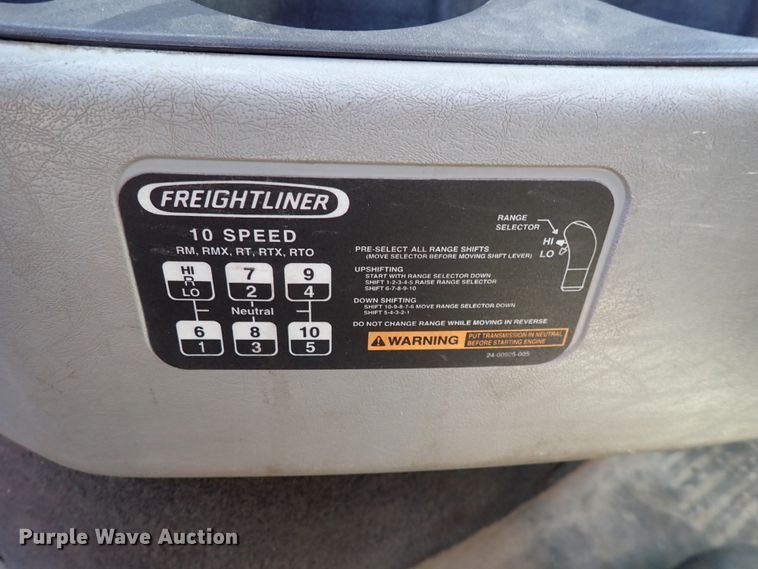 FREIGHTLINER
10 SPEED
RM, RMX, RT, RTX, RTO
HI
R
LO
7
2
9
4
Neutral
6
1
8
3
10
5
PRE-SELECT ALL RANGE SHIFTS
(MOVE SELECTOR BEFORE MOVING SHIFT LEVER)
UPSHIFTING
START WITH RANGE SELECTOR DOWN
SHIFT 1-2-3-4-5 RAISE RANGE SELECTOR
SHIFT 6-7-8-9-10
DOWN SHIFTING
SHIFT 10-9-8-7-6 MOVE RANGE SELECTOR DOWN
SHIFT 5-4-3-2-1
DO NOT CHANGE RANGE WHILE MOVING IN REVERSE
WARNING
PUT TRANSMISSION IN NEUTRAL
BEFORE STARTING ENGINE
24-00905-005
RANGE
SELECTOR
HI
LO
Purple Wave Auction